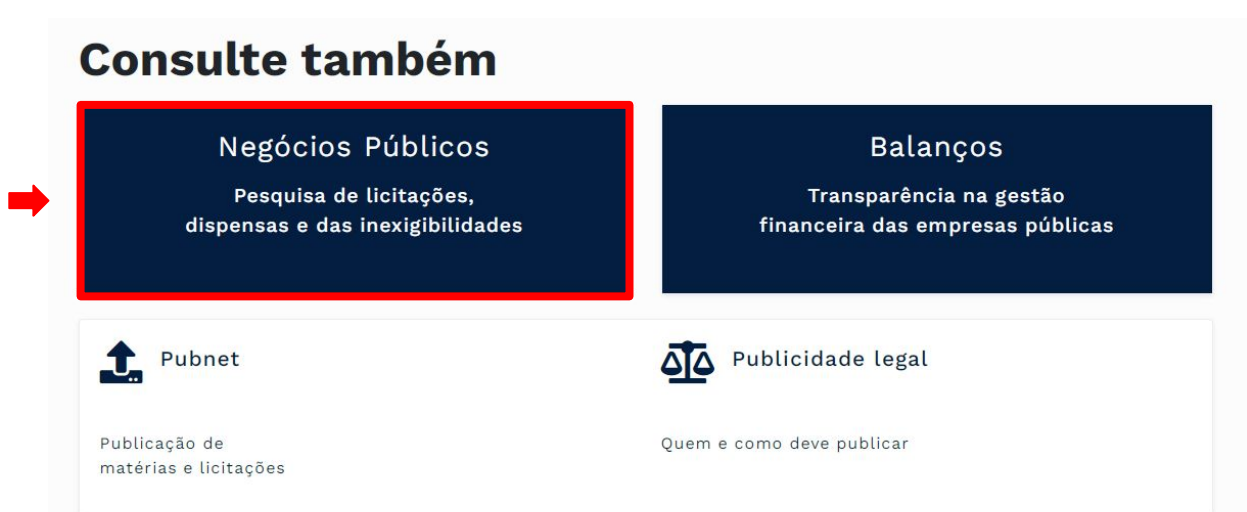 Consulte também
Negócios Públicos
Pesquisa de licitações,
dispensas e das inexigibilidades
Balanços
Transparência na gestão
financeira das empresas públicas
Pubnet
Publicação de
matérias e licitações
Publicidade legal
Quem e como deve publicar